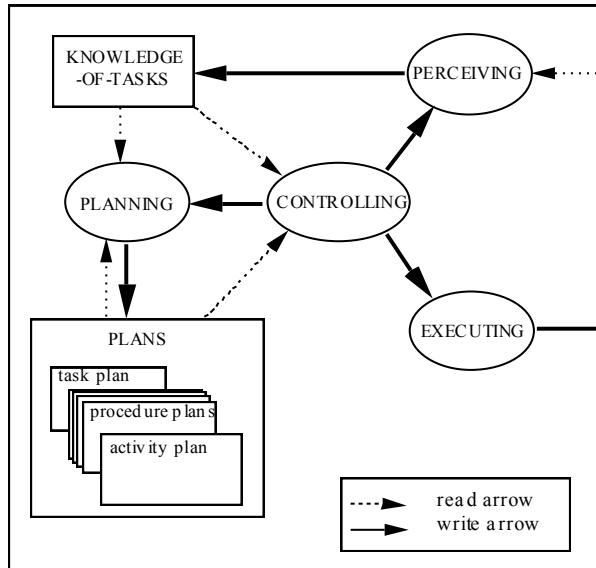 KNOWLEDGE
-OF-TASKS
PERCEIVING
PLANNING
CONTROLLING
EXECUTING
PLANS
task plan
procedure plans
activity plan
read arrow
write arrow